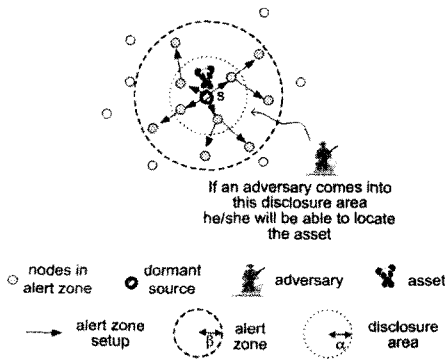 S
If an adversary comes into
this disclosure area
he/she will be able to locate
the asset
nodes in
alert zone
dormant
source
adversary
asset
alert zone
setup
β
alert
zone
α
disclosure
area